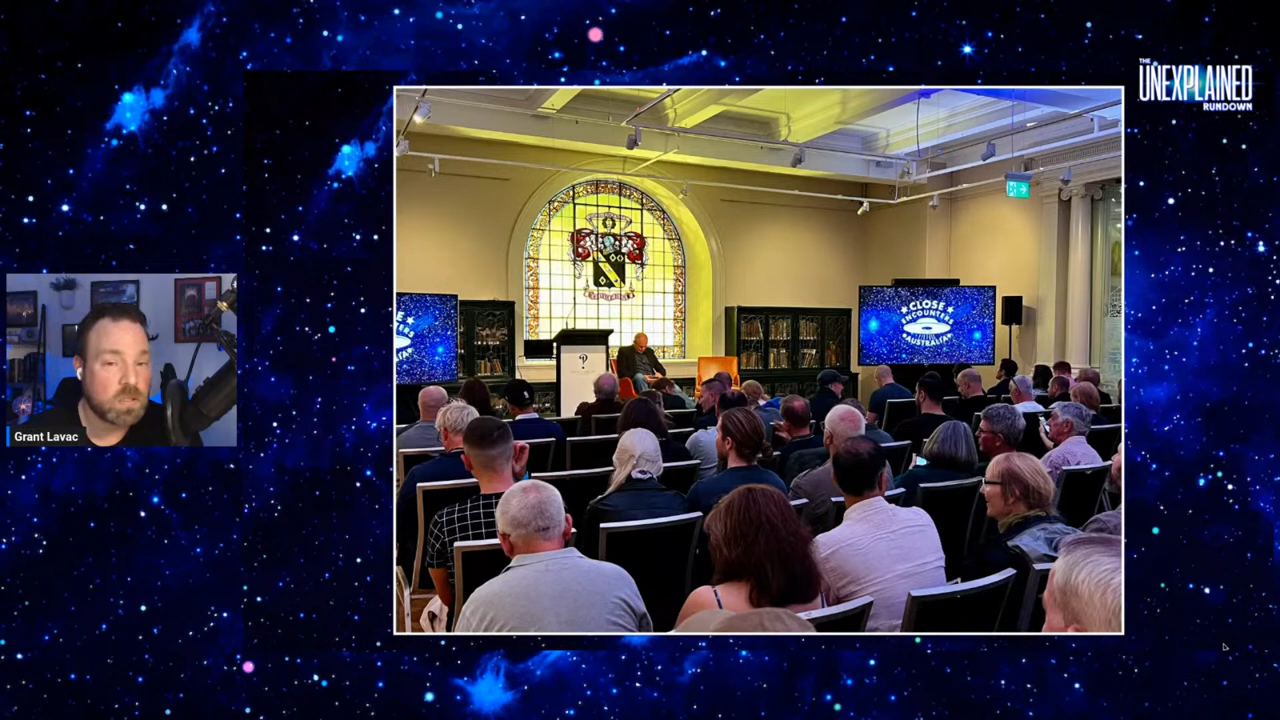 THE
UNEXPLAINED
RUNDOWN
★ CLOSE ★
ENCOUNTERS
AUSTRALIA
Grant Lavac